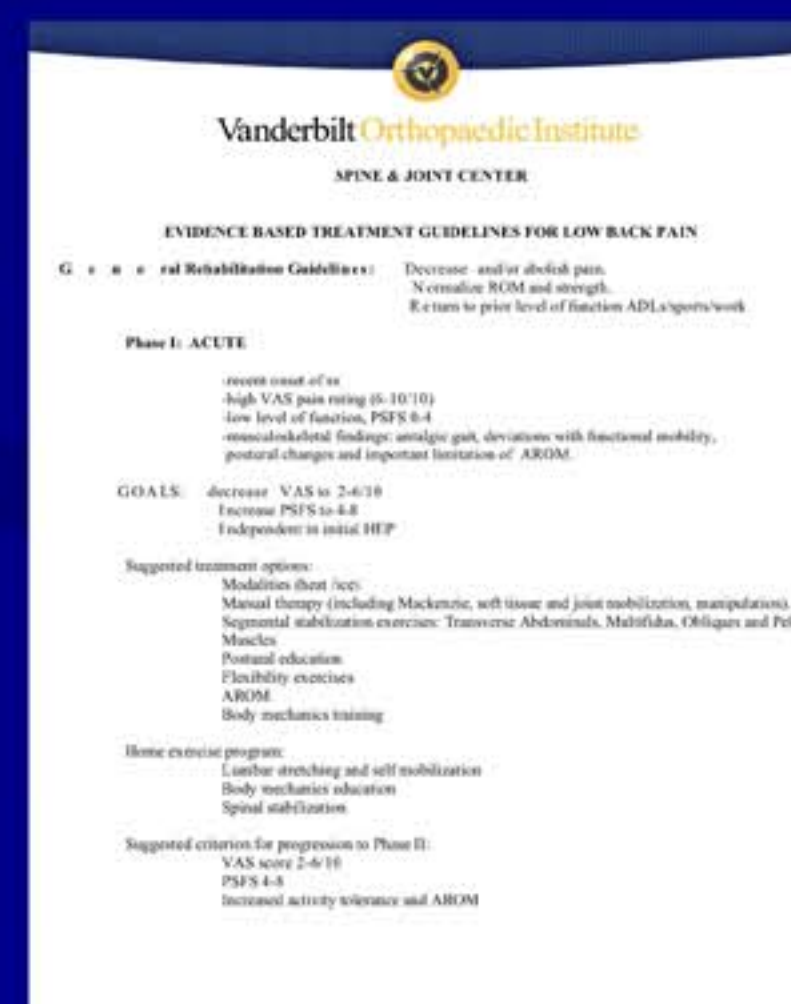 Vanderbilt Orthopaedic Institute
SPINE & JOINT CENTER
EVIDENCE BASED TREATMENT GUIDELINES FOR LOW BACK PAIN
G e n e ral Rehabilitation Guidelines: Decrease and/or abolish pain.
N ormalize ROM and strength.
R e turn to prior level of function ADLs/sports/work
Phase I: ACUTE
-recent onset of sx
-high VAS pain rating (6-10/10)
-low level of function, PSFS 0-4
-musculoskeletal findings: antalgic gait, deviations with functional mobility,
postural changes and important limitation of AROM.
GOALS: decrease VAS to 2-6/10
Increase PSFS to 4-8
Independent in initial HEP
Suggested treatment options:
Modalities (heat /ice)
Manual therapy (including Mackenzie, soft tissue and joint mobilization, manipulation).
Segmental stabilization exercises: Transverse Abdominals, Multifidus, Obliques and Pel
Muscles
Postural education
Flexibility exercises
AROM
Body mechanics training
Home exercise program:
Lumbar stretching and self mobilization
Body mechanics education
Spinal stabilization
Suggested criterion for progression to Phase II:
VAS score 2-6/10
PSFS 4-8
Increased activity tolerance and AROM